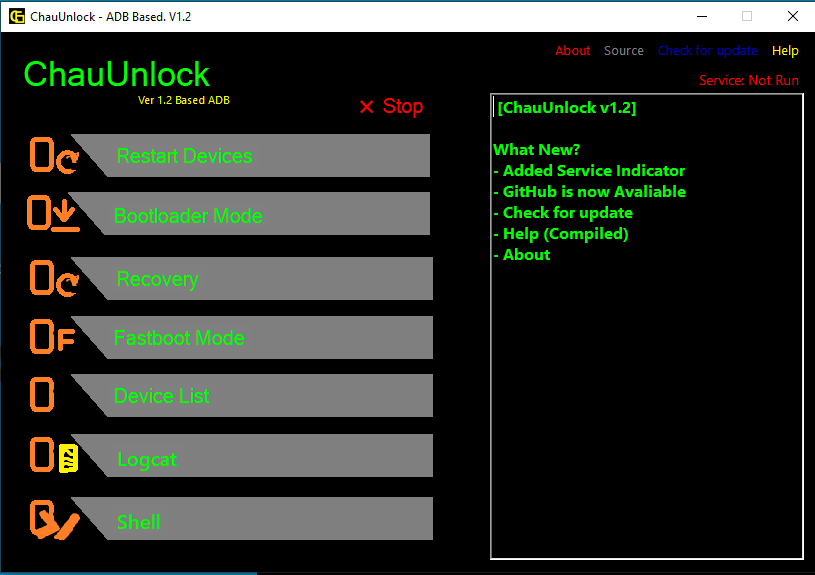 ChauUnlock - ADB Based. V1.2
About Source Check for update Help
ChauUnlock
Service: Not Run
Ver 1.2 Based ADB
✕ Stop
Restart Devices
Bootloader Mode
Recovery
Fastboot Mode
Device List
Logcat
Shell
[ChauUnlock v1.2]
What New?
- Added Service Indicator
- GitHub is now Avaliable
- Check for update
- Help (Compiled)
- About